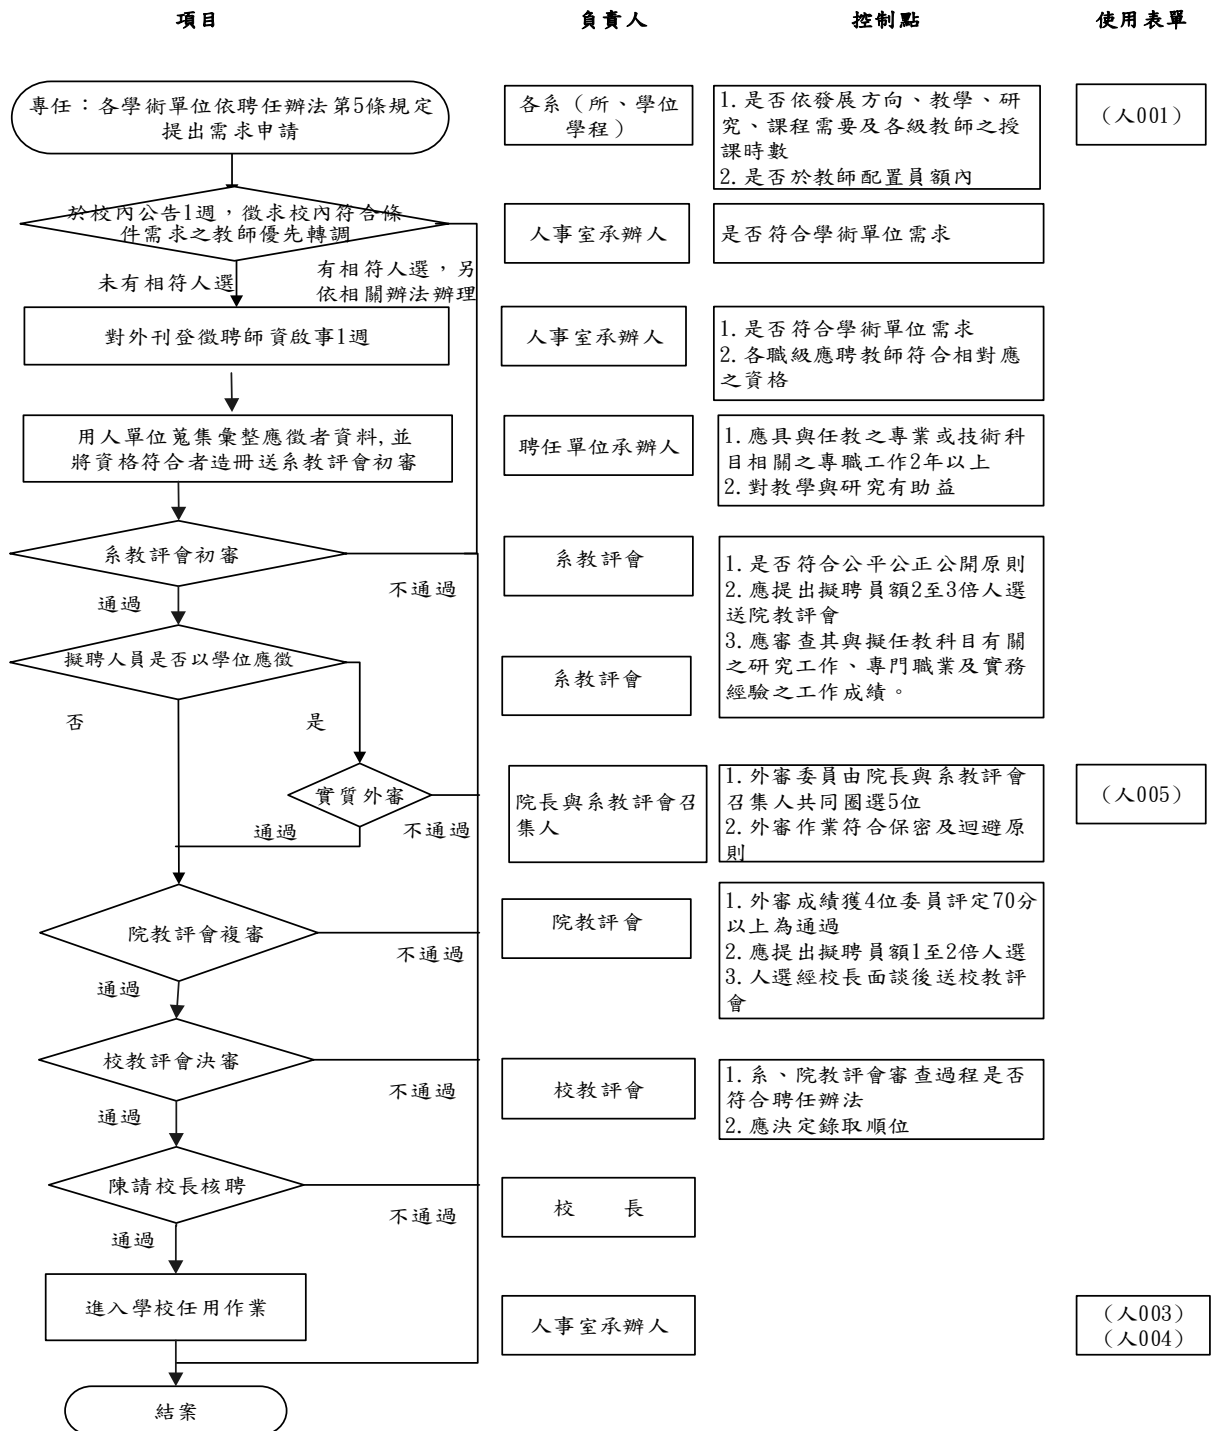 項目
負責人
控制點
使用表單
專任：各學術單位依聘任辦法第5條規定
提出需求申請
各系（所、學位
學程）
1.是否依發展方向、教學、研
究、課程需要及各級教師之授
課時數
2.是否於教師配置員額內
（人001）
於校內公告1週，徵求校內符合條
件需求之教師優先轉調
人事室承辦人
是否符合學術單位需求
未有相符人選
有相符人選，另
依相關辦法辦理
對外刊登徵聘師資啟事1週
人事室承辦人
1.是否符合學術單位需求
2.各職級應聘教師符合相對應
之資格
用人單位蒐集彙整應徵者資料,並
將資格符合者造冊送系教評會初審
聘任單位承辦人
1.應具與任教之專業或技術科
目相關之專職工作2年以上
2.對教學與研究有助益
系教評會初審
不通過
通過
系教評會
1.是否符合公平公正公開原則
2.應提出擬聘員額2至3倍人選
送院教評會
3.應審查其與擬任教科目有關
之研究工作、專門職業及實務
經驗之工作成績。
擬聘人員是否以學位應徵
系教評會
否
是
實質外審
通過
不通過
院長與系教評會召
集人
1.外審委員由院長與系教評會
召集人共同圈選5位
2.外審作業符合保密及迴避原
則
（人005）
院教評會複審
不通過
通過
院教評會
1.外審成績獲4位委員評定70分
以上為通過
2.應提出擬聘員額1至2倍人選
3.人選經校長面談後送校教評
會
校教評會決審
不通過
通過
校教評會
1.系、院教評會審查過程是否
符合聘任辦法
2.應決定錄取順位
陳請校長核聘
不通過
通過
校　　長
進入學校任用作業
人事室承辦人
（人003）
（人004）
結案